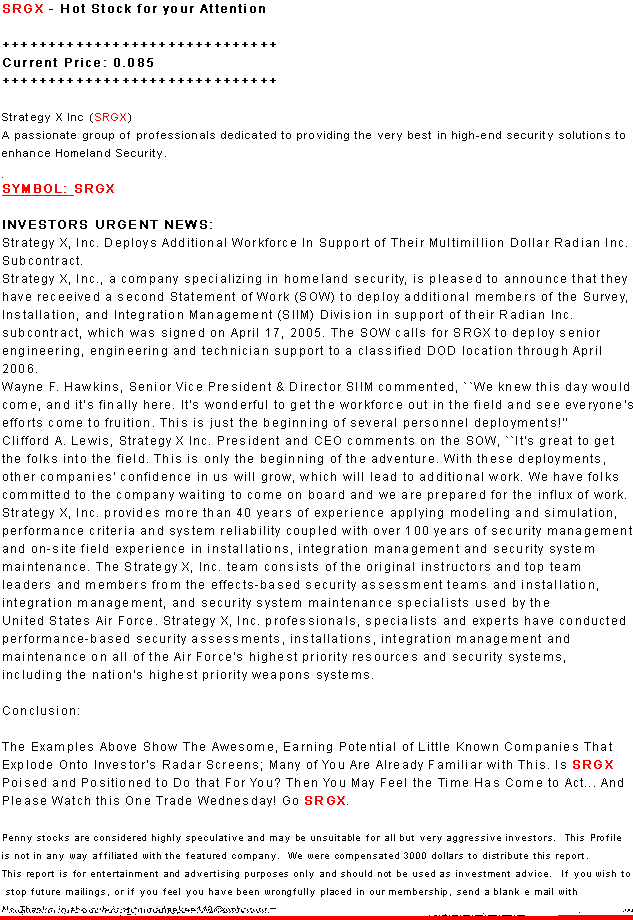 SRGX - Hot Stock for your Attention
++++++++++++++++++++++++++++++
Current Price: 0.085
++++++++++++++++++++++++++++++
Strategy X Inc (SRGX)
A passionate group of professionals dedicated to providing the very best in high-end security solutions to
enhance Homeland Security.
.
SYMBOL: SRGX
INVESTORS URGENT NEWS:
Strategy X, Inc. Deploys Additional Workforce In Support of Their Multimillion Dollar Radian Inc.
Subcontract.
Strategy X, Inc., a company specializing in homeland security, is pleased to announce that they
have receeived a second Statement of Work (SOW) to deploy additional members of the Survey,
Installation, and Integration Management (SIIM) Division in support of their Radian Inc.
subcontract, which was signed on April 17, 2005. The SOW calls for SRGX to deploy senior
engineering, engineering and technician support to a classified DOD location through April
2006.
Wayne F. Hawkins, Senior Vice President & Director SIIM commented, ``We knew this day would
come, and it's finally here. It's wonderful to get the workforce out in the field and see everyone's
efforts come to fruition. This is just the beginning of several personnel deployments!''
Clifford A. Lewis, Strategy X Inc. President and CEO comments on the SOW, ``It's great to get
the folks into the field. This is only the beginning of the adventure. With these deployments,
other companies' confidence in us will grow, which will lead to additional work. We have folks
committed to the company waiting to come on board and we are prepared for the influx of work.
Strategy X, Inc. provides more than 40 years of experience applying modeling and simulation,
performance criteria and system reliability coupled with over 100 years of security management
and on-site field experience in installations, integration management and security system
maintenance. The Strategy X, Inc. team consists of the original instructors and top team
leaders and members from the effects-based security assessment teams and installation,
integration management, and security system maintenance specialists used by the
United States Air Force. Strategy X, Inc. professionals, specialists and experts have conducted
performance-based security assessments, installations, integration management and
maintenance on all of the Air Force's highest priority resources and security systems,
including the nation's highest priority weapons systems.
Conclusion:
The Examples Above Show The Awesome, Earning Potential of Little Known Companies That
Explode Onto Investor's Radar Screens; Many of You Are Already Familiar with This. Is SRGX
Poised and Positioned to Do that For You? Then You May Feel the Time Has Come to Act... And
Please Watch this One Trade Wednesday! Go SRGX.
Penny stocks are considered highly speculative and may be unsuitable for all but very aggressive investors. This Profile
is not in any way affiliated with the featured company. We were compensated 3000 dollars to distribute this report.
This report is for entertainment and advertising purposes only and should not be used as investment advice. If you wish to
stop future mailings, or if you feel you have been wrongfully placed in our membership, send a blank e mail with